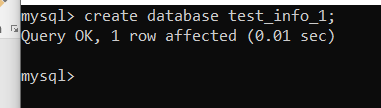 mysql> create database test_info_1;
Query OK, 1 row affected (0.01 sec)
mysql>